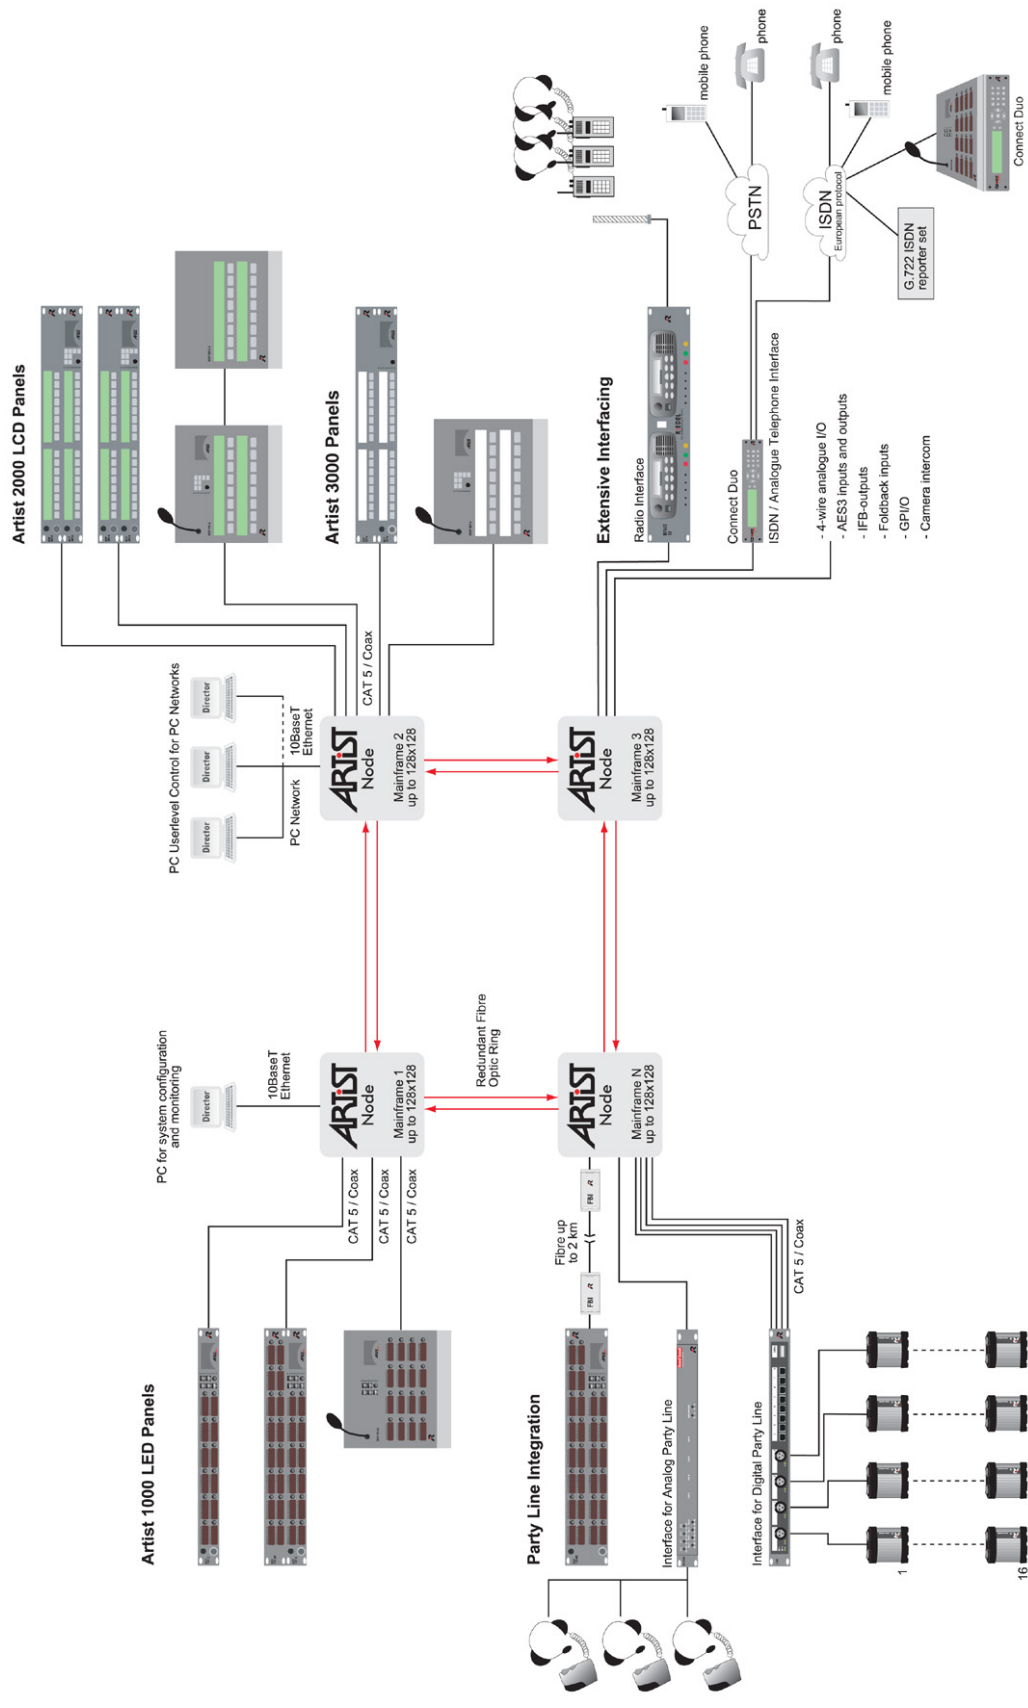 Artist 1000 LED Panels
PC for system configuration
and monitoring
Director
10BaseT
Ethernet
CAT 5 / Coax
CAT 5 / Coax
CAT 5 / Coax
ARTIST
Node
Mainframe 1
up to 128x128
PC Userlevel Control for PC Networks
Director
Director
Director
PC Network
10BaseT
Ethernet
ARTIST
Node
Mainframe 2
up to 128x128
CAT 5 / Coax
Artist 2000 LCD Panels
Artist 3000 Panels
Redundant Fibre
Optic Ring
Party Line Integration
Fibre up
to 2 km
FBI
FBI
Interface for Analog Party Line
Interface for Digital Party Line
CAT 5 / Coax
1
16
ARTIST
Node
Mainframe N
up to 128x128
ARTIST
Node
Mainframe 3
up to 128x128
Extensive Interfacing
Radio Interface
Connect Duo
ISDN / Analogue Telephone Interface
- 4-wire analogue I/O
- AES3 inputs and outputs
- IFB-outputs
- Foldback inputs
- GPI/O
- Camera intercom
PSTN
mobile phone
phone
ISDN
European protocol
phone
mobile phone
G.722 ISDN
reporter set
Connect Duo